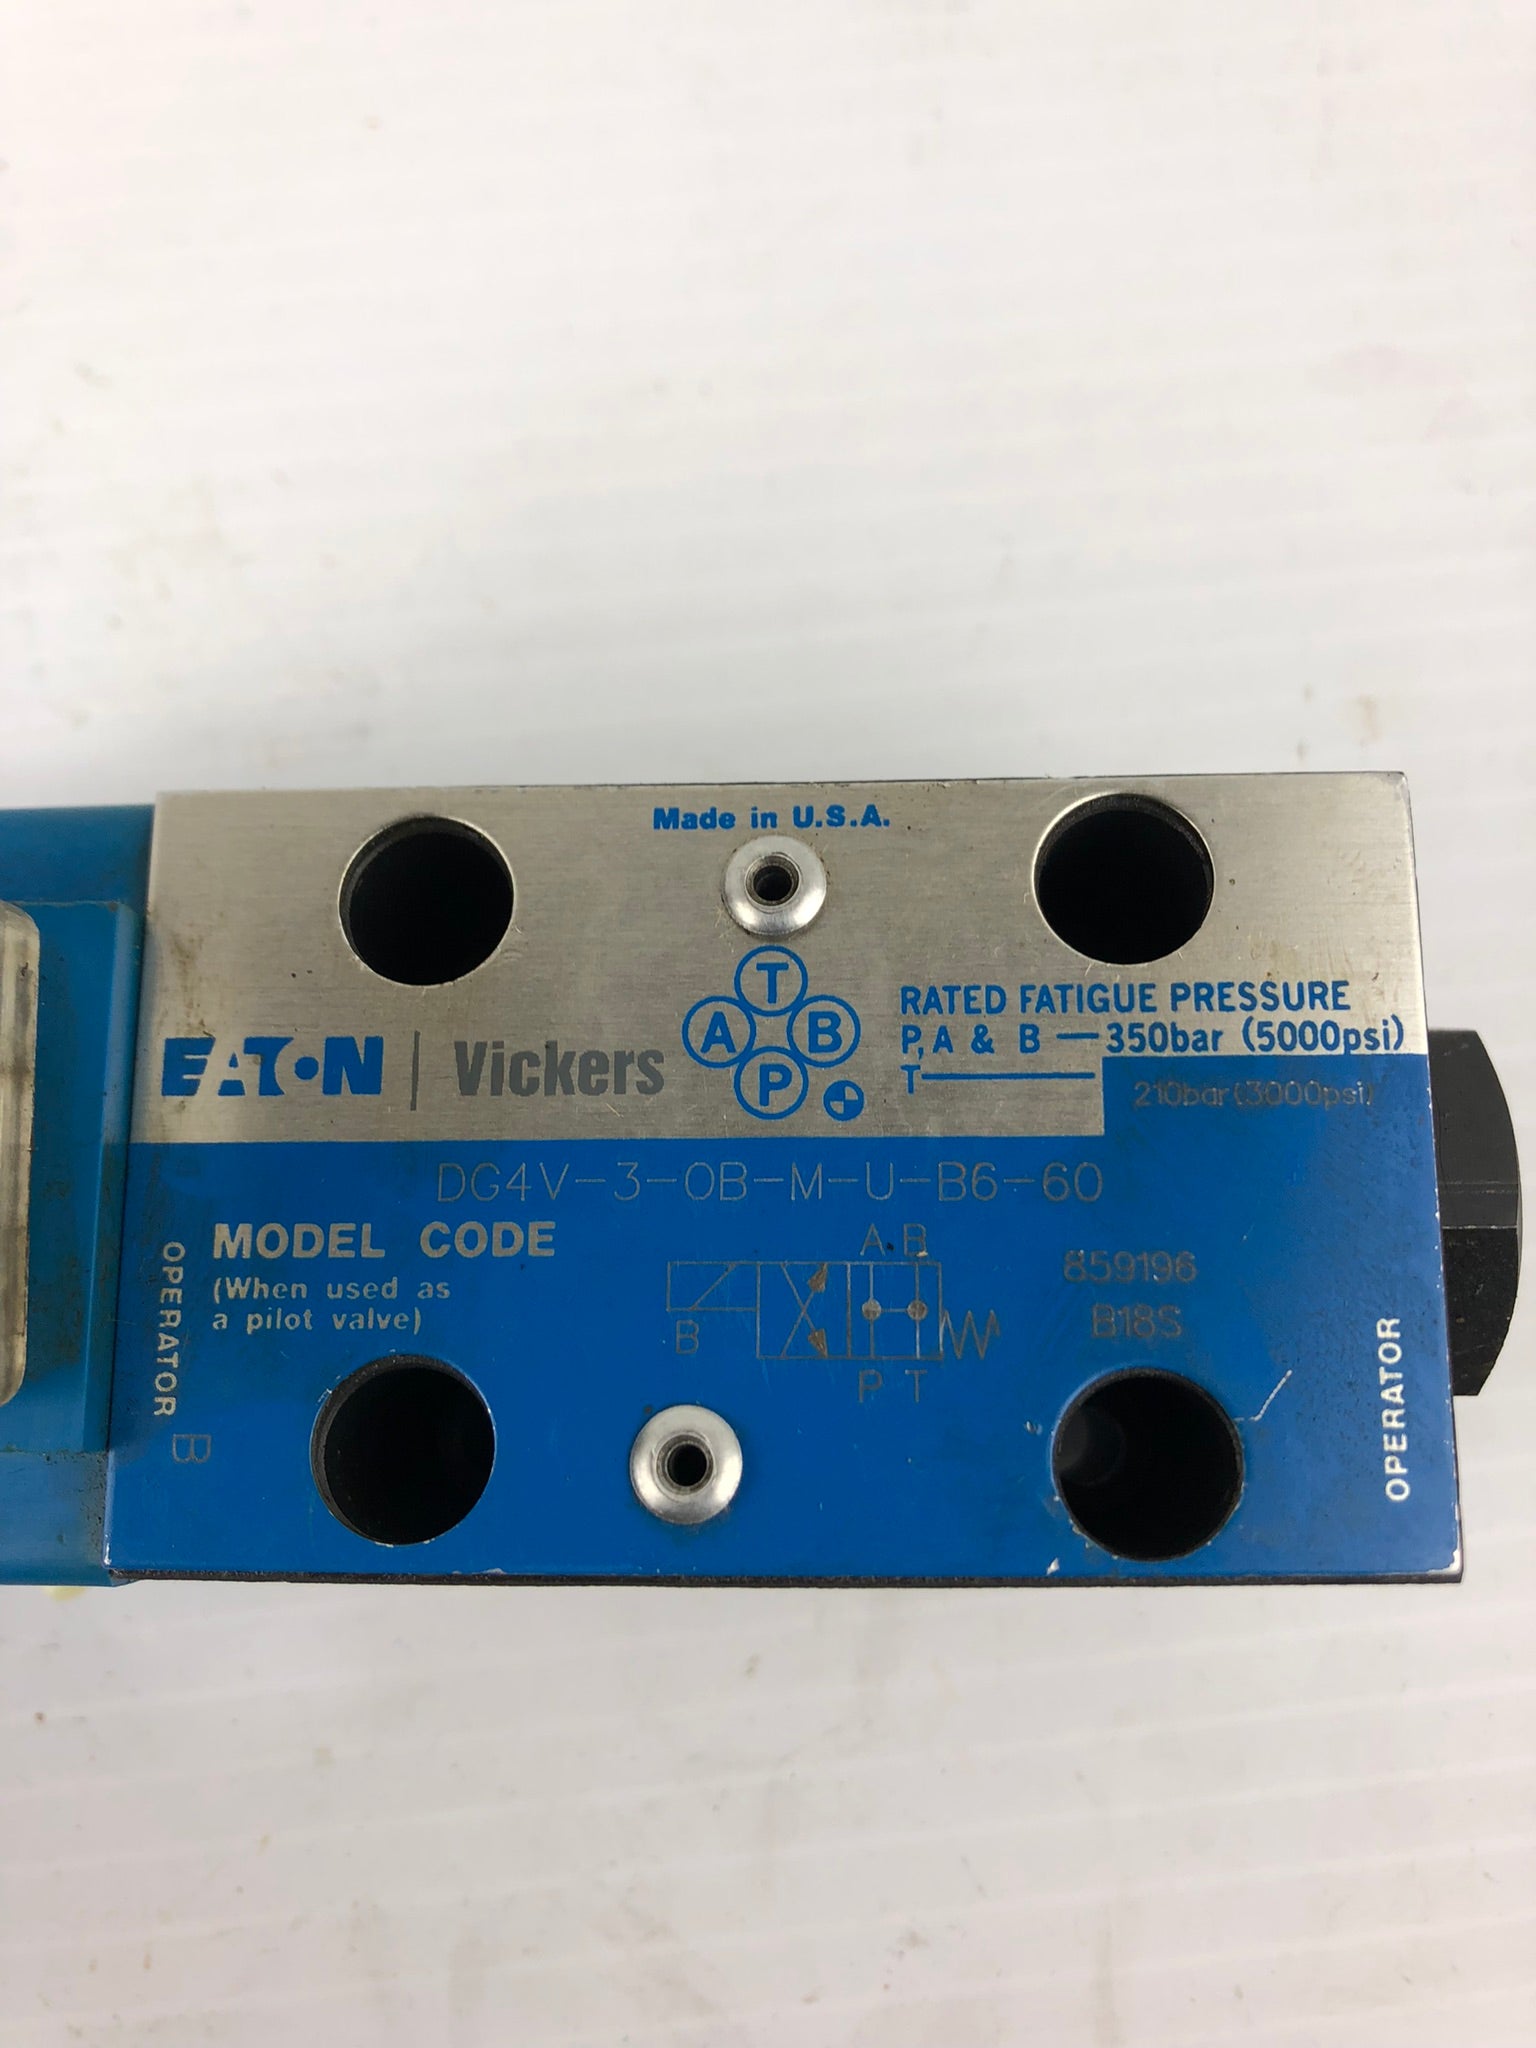 Made in U.S.A.
T
A B
P
EATON | Vickers
RATED FATIGUE PRESSURE
P, A & B — 350bar (5000psi)
T — 210bar(3000psi)
DG4V-3-0B-M-U-B6-60
MODEL CODE
(When used as
a pilot valve)
OPERATOR B
A B
B
P T
859196
B18S
OPERATOR